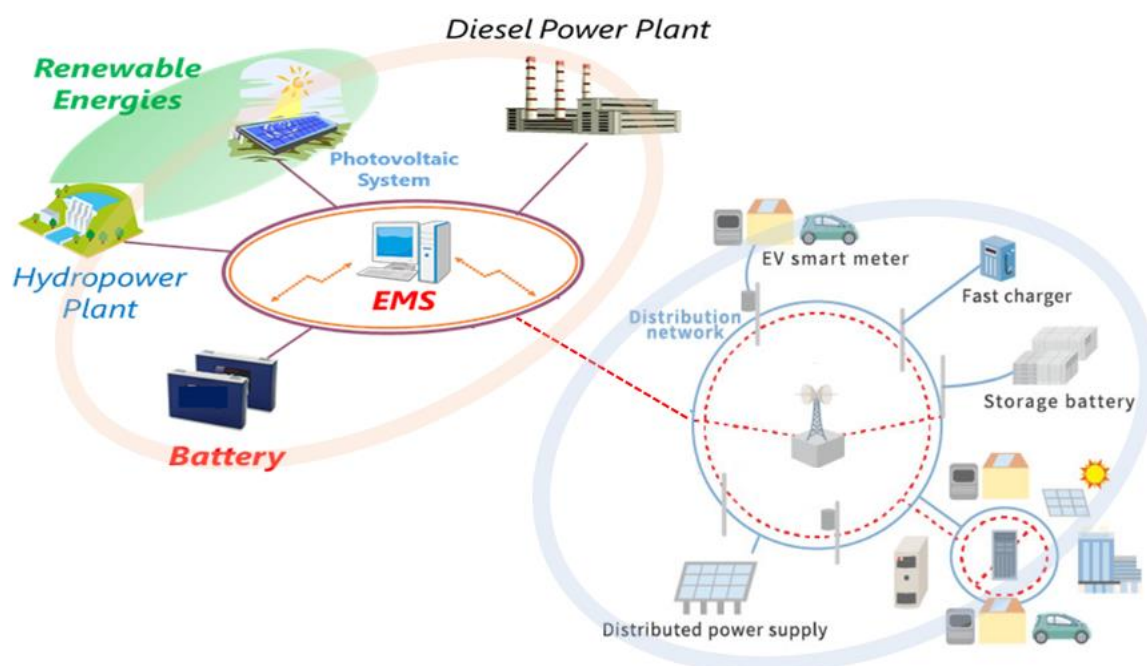 Diesel Power Plant
Renewable
Energies
Photovoltaic
System
Hydropower
Plant
EMS
Battery
EV smart meter
Fast charger
Distribution
network
Storage battery
Distributed power supply